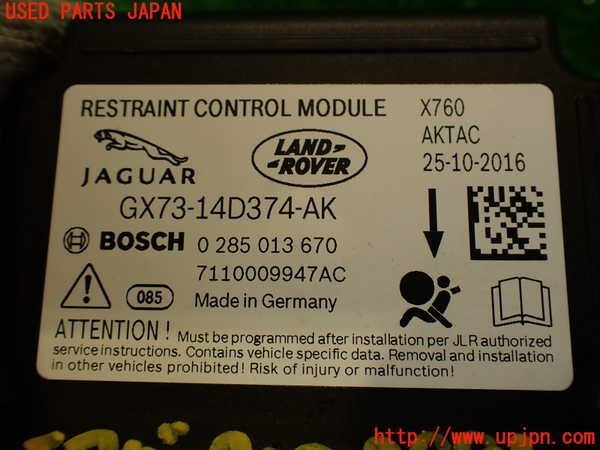 USED PARTS JAPAN
RESTRAINT CONTROL MODULE X760
AKTAC
25-10-2016
JAGUAR
LAND-
-ROVER
GX73-14D374-AK
BOSCH 0 285 013 670
7110009947AC
085 Made in Germany
ATTENTION! Must be programmed after installation per JLR authorized
service instructions. Contains vehicle specific data. Removal and installation
in other vehicles prohibited! Risk of injury or malfunction!
http://www.upjpn.com/